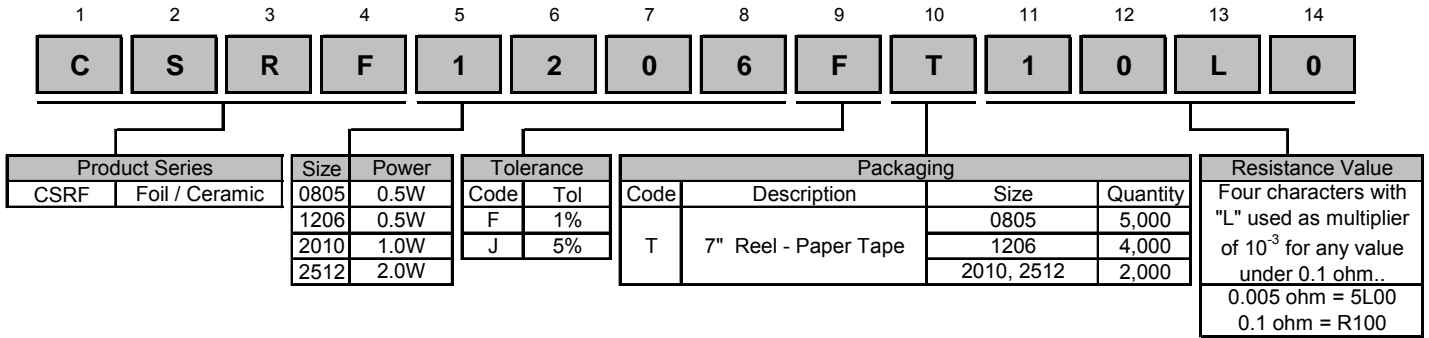 1 2 3 4 5 6 7 8 9 10 11 12 13 14
C S R F 1 2 0 6 F T 1 0 L 0
Product Series
CSRF Foil / Ceramic
Size Power
0805 0.5W
1206 0.5W
2010 1.0W
2512 2.0W
Tolerance
Code Tol
F 1%
J 5%
Packaging
Code Description Size Quantity
T 7" Reel - Paper Tape
0805 5,000
1206 4,000
2010, 2512 2,000
Resistance Value
Four characters with
"L" used as multiplier
of 10⁻³ for any value
under 0.1 ohm..
0.005 ohm = 5L00
0.1 ohm = R100